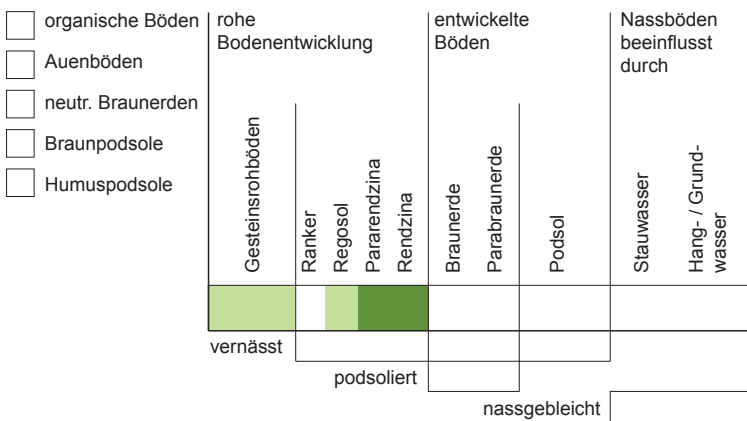 organische Böden
Auenböden
neutr. Braunerden
Braunpodsole
Humuspodsole
rohe
Bodenentwicklung
entwickelte
Böden
Nassböden
beeinflusst
durch
Gesteinsrohböden
Ranker
Regosol
Pararendzina
Rendzina
Braunerde
Parabraunerde
Podsol
Stauwasser
Hang- / Grund-
wasser
vernässt
podsoliert
nassgebleicht